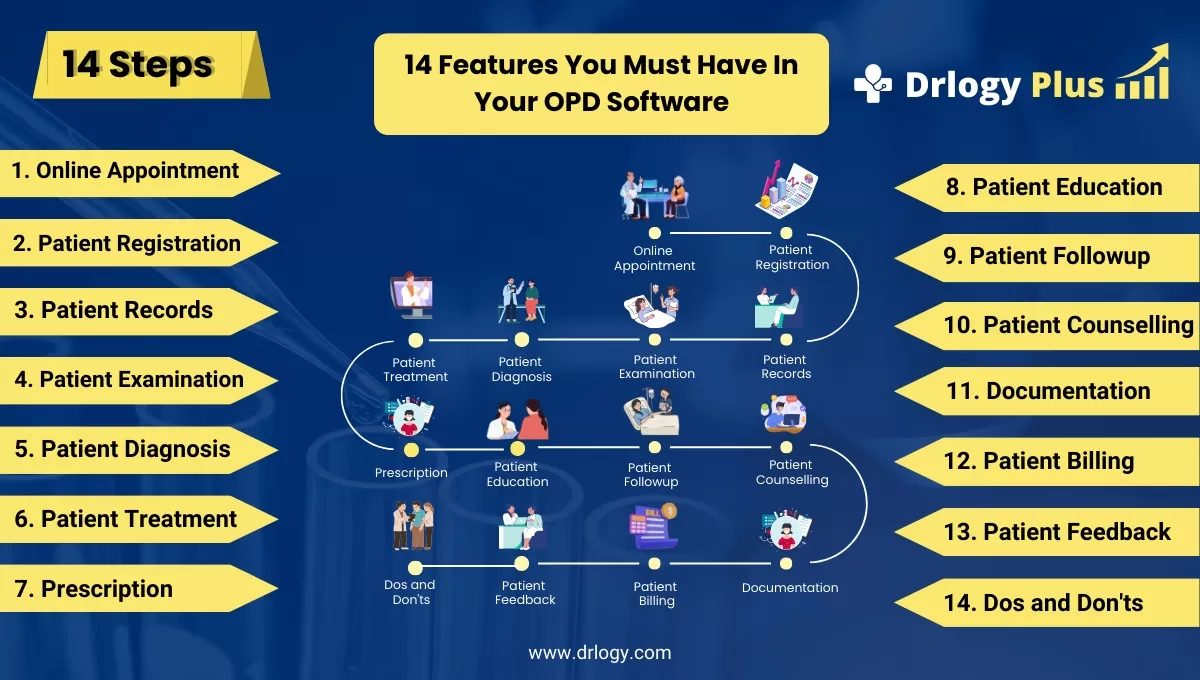 14 Steps
14 Features You Must Have In
Your OPD Software
Drlogy Plus
1. Online Appointment
2. Patient Registration
3. Patient Records
4. Patient Examination
5. Patient Diagnosis
6. Patient Treatment
7. Prescription
Online
Appointment
Patient
Registration
Patient
Treatment
Patient
Diagnosis
Patient
Examination
Patient
Records
Prescription
Patient
Education
Patient
Followup
Patient
Counselling
Dos and
Don'ts
Patient
Feedback
BILL
Patient
Billing
Documentation
8. Patient Education
9. Patient Followup
10. Patient Counselling
11. Documentation
12. Patient Billing
13. Patient Feedback
14. Dos and Don'ts
www.drlogy.com